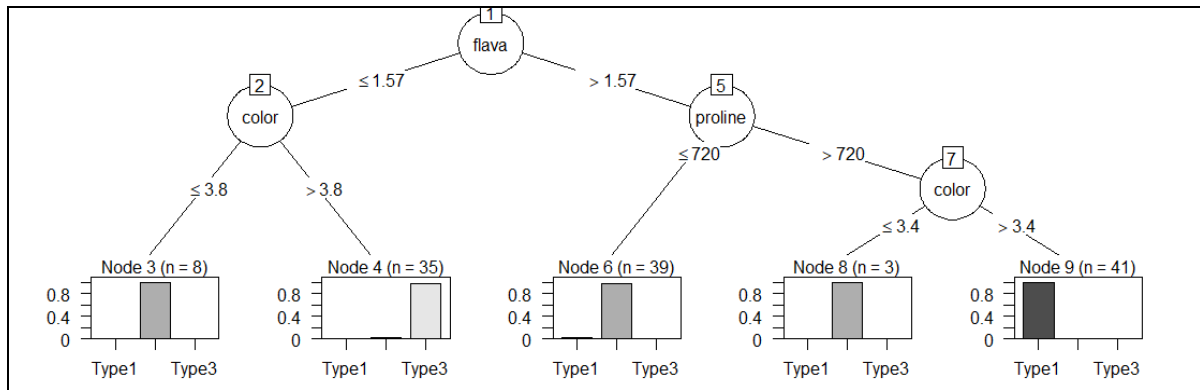 1
flava
≤ 1.57 > 1.57
2 5
color proline
≤ 720 > 720
7
color
≤ 3.8 > 3.8
≤ 3.4 > 3.4
Node 3 (n = 8) Node 4 (n = 35) Node 6 (n = 39) Node 8 (n = 3) Node 9 (n = 41)
0.8 0.8 0.8 0.8 0.8
0.4 0.4 0.4 0.4 0.4
0 0 0 0 0
Type1 Type3 Type1 Type3 Type1 Type3 Type1 Type3 Type1 Type3